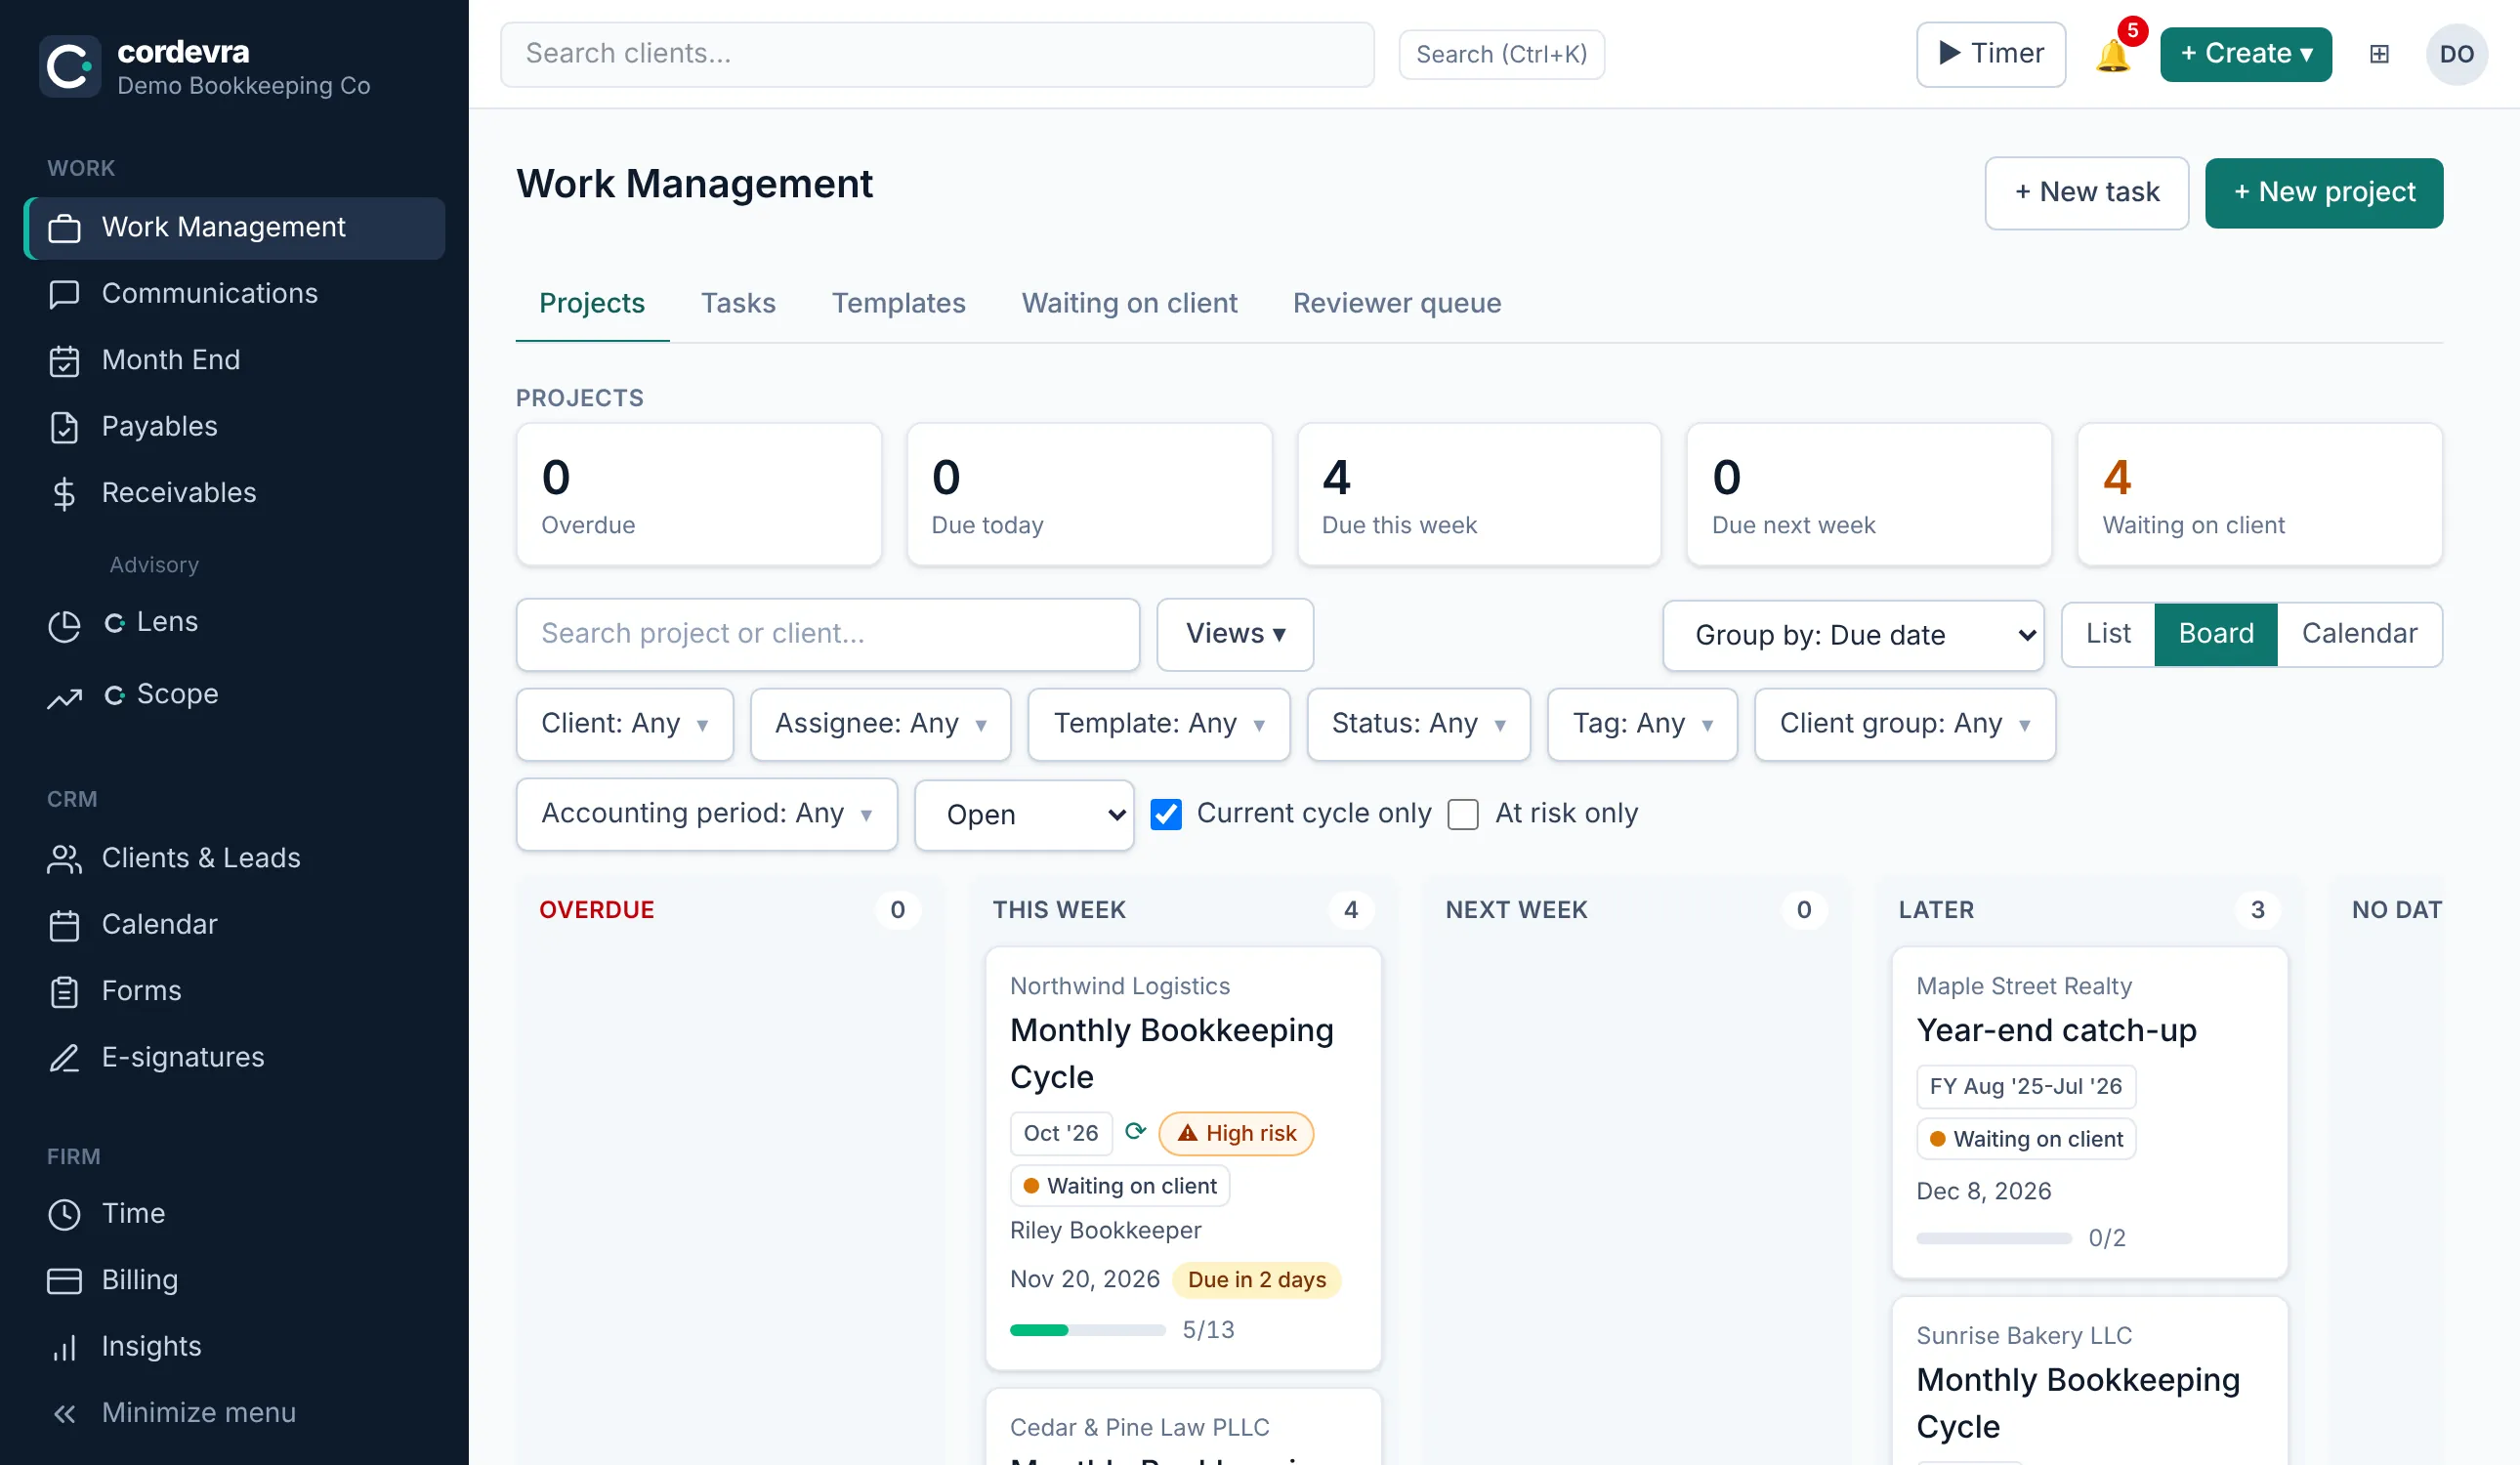 cordevra
Demo Bookkeeping Co
WORK
Work Management
Communications
Month End
Payables
Receivables
Advisory
Lens
Scope
CRM
Clients & Leads
Calendar
Forms
E-signatures
FIRM
Time
Billing
Insights
Minimize menu
Search clients...
Search (Ctrl+K)
Timer
5
+ Create
DO
Work Management
+ New task
+ New project
Projects
Tasks
Templates
Waiting on client
Reviewer queue
PROJECTS
0
Overdue
0
Due today
4
Due this week
0
Due next week
4
Waiting on client
Search project or client...
Views
Group by: Due date
List
Board
Calendar
Client: Any
Assignee: Any
Template: Any
Status: Any
Tag: Any
Client group: Any
Accounting period: Any
Open
Current cycle only
At risk only
OVERDUE
0
THIS WEEK
4
Northwind Logistics
Monthly Bookkeeping
Cycle
Oct '26
High risk
Waiting on client
Riley Bookkeeper
Nov 20, 2026
Due in 2 days
5/13
Cedar & Pine Law PLLC
NEXT WEEK
0
LATER
3
Maple Street Realty
Year-end catch-up
FY Aug '25-Jul '26
Waiting on client
Dec 8, 2026
0/2
Sunrise Bakery LLC
Monthly Bookkeeping
Cycle
NO DAT